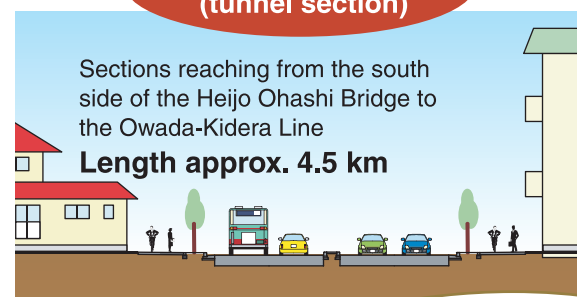 (tunnel section)
Sections reaching from the south
side of the Heijo Ohashi Bridge to
the Owada-Kidera Line
Length approx. 4.5 km